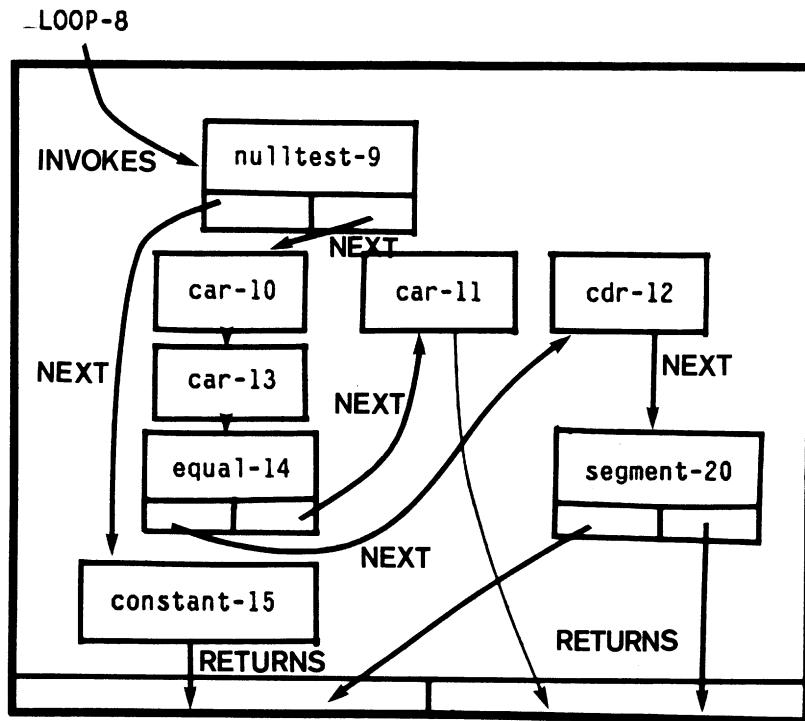 LOOP-8
INVOKES
nulltest-9
NEXT
car-10
car-11
cdr-12
NEXT
car-13
NEXT
NEXT
equal-14
segment-20
NEXT
constant-15
RETURNS
RETURNS